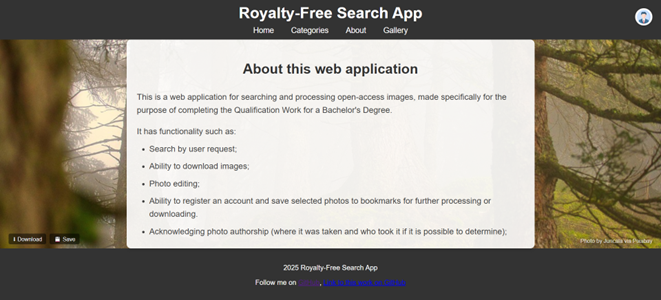 Royalty-Free Search App
Home Categories About Gallery
About this web application
This is a web application for searching and processing open-access images, made specifically for the
purpose of completing the Qualification Work for a Bachelor's Degree.
It has functionality such as:
• Search by user request;
• Ability to download images;
• Photo editing;
• Ability to register an account and save selected photos to bookmarks for further processing or
downloading.
• Acknowledging photo authorship (where it was taken and who took it if it is possible to determine);
Download Save
Photo by on Pixabay
2025 Royalty-Free Search App
Follow me on